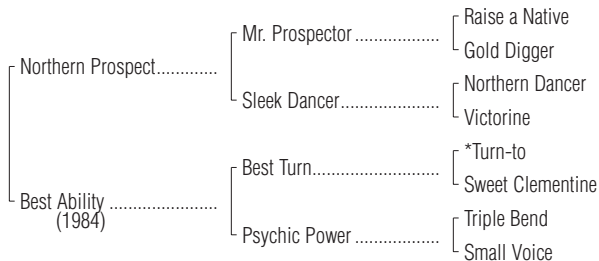 Raise a Native
Mr. Prospector ..................
Gold Digger
Northern Prospect.............
Northern Dancer
Sleek Dancer.....................
Victorine
*Turn-to
Best Turn...........................
Sweet Clementine
Best Ability .......................
(1984)
Triple Bend
Psychic Power ..................
Small Voice